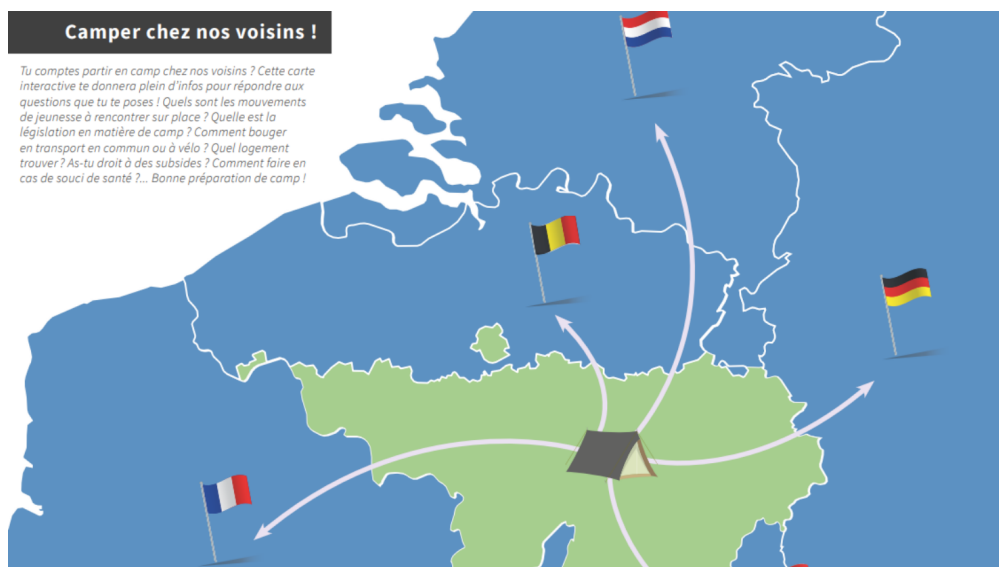 Camper chez nos voisins !
Tu comptes partir en camp chez nos voisins ? Cette carte
interactive te donnera plein d'infos pour répondre aux
questions que tu te poses ! Quels sont les mouvements
de jeunesse à rencontrer sur place ? Quelle est la
législation en matière de camp ? Comment bouger
en transport en commun ou à vélo ? Quel logement
trouver ? As-tu droit à des subsides ? Comment faire en
cas de souci de santé ?... Bonne préparation de camp !